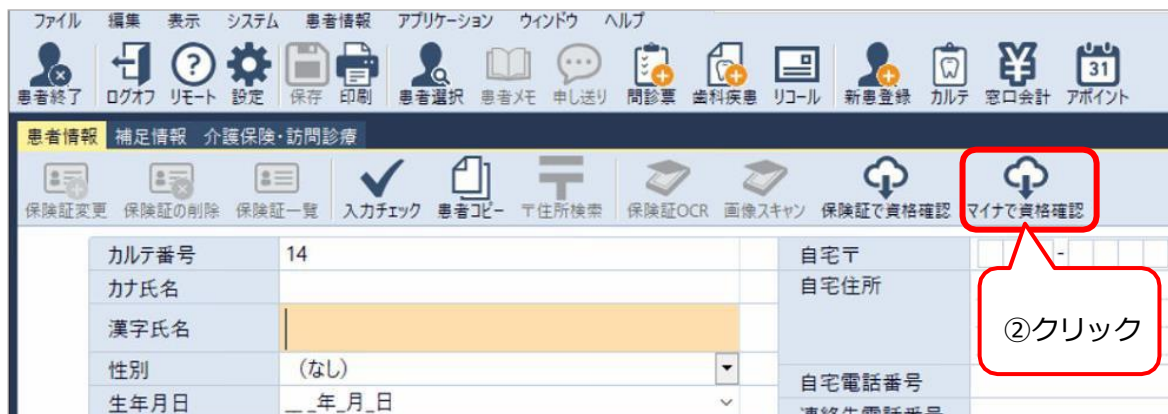 ファイル 編集 表示 システム 患者情報 アプリケーション ウィンドウ ヘルプ
患者終了 ログオフ リモート 設定 保存 印刷 患者選択 患者メモ 申し送り 問診票 歯科疾患 リコール 新患登録 カルテ 窓口会計 アポイント
31
患者情報 補足情報 介護保険・訪問診療
保険証変更 保険証の削除 保険証一覧 入力チェック 患者コピー 〒住所検索 保険証OCR 画像スキャン 保険証で資格確認 マイナで資格確認
カルテ番号 14 自宅〒 -
カナ氏名 自宅住所
漢字氏名
②クリック
性別 (なし)
自宅電話番号
生年月日 __年_月_日
連絡先電話番号